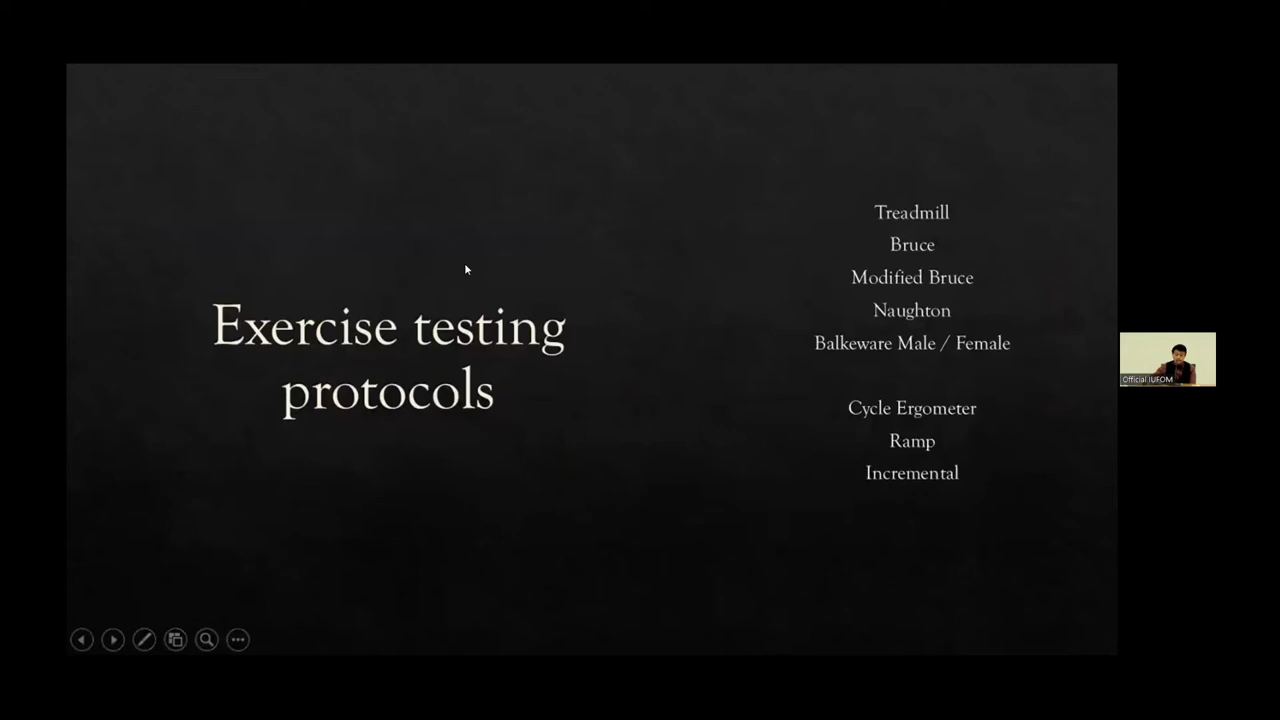 Exercise testing
protocols
Treadmill
Bruce
Modified Bruce
Naughton
Balkeware Male / Female
Cycle Ergometer
Ramp
Incremental
Official IUFOM